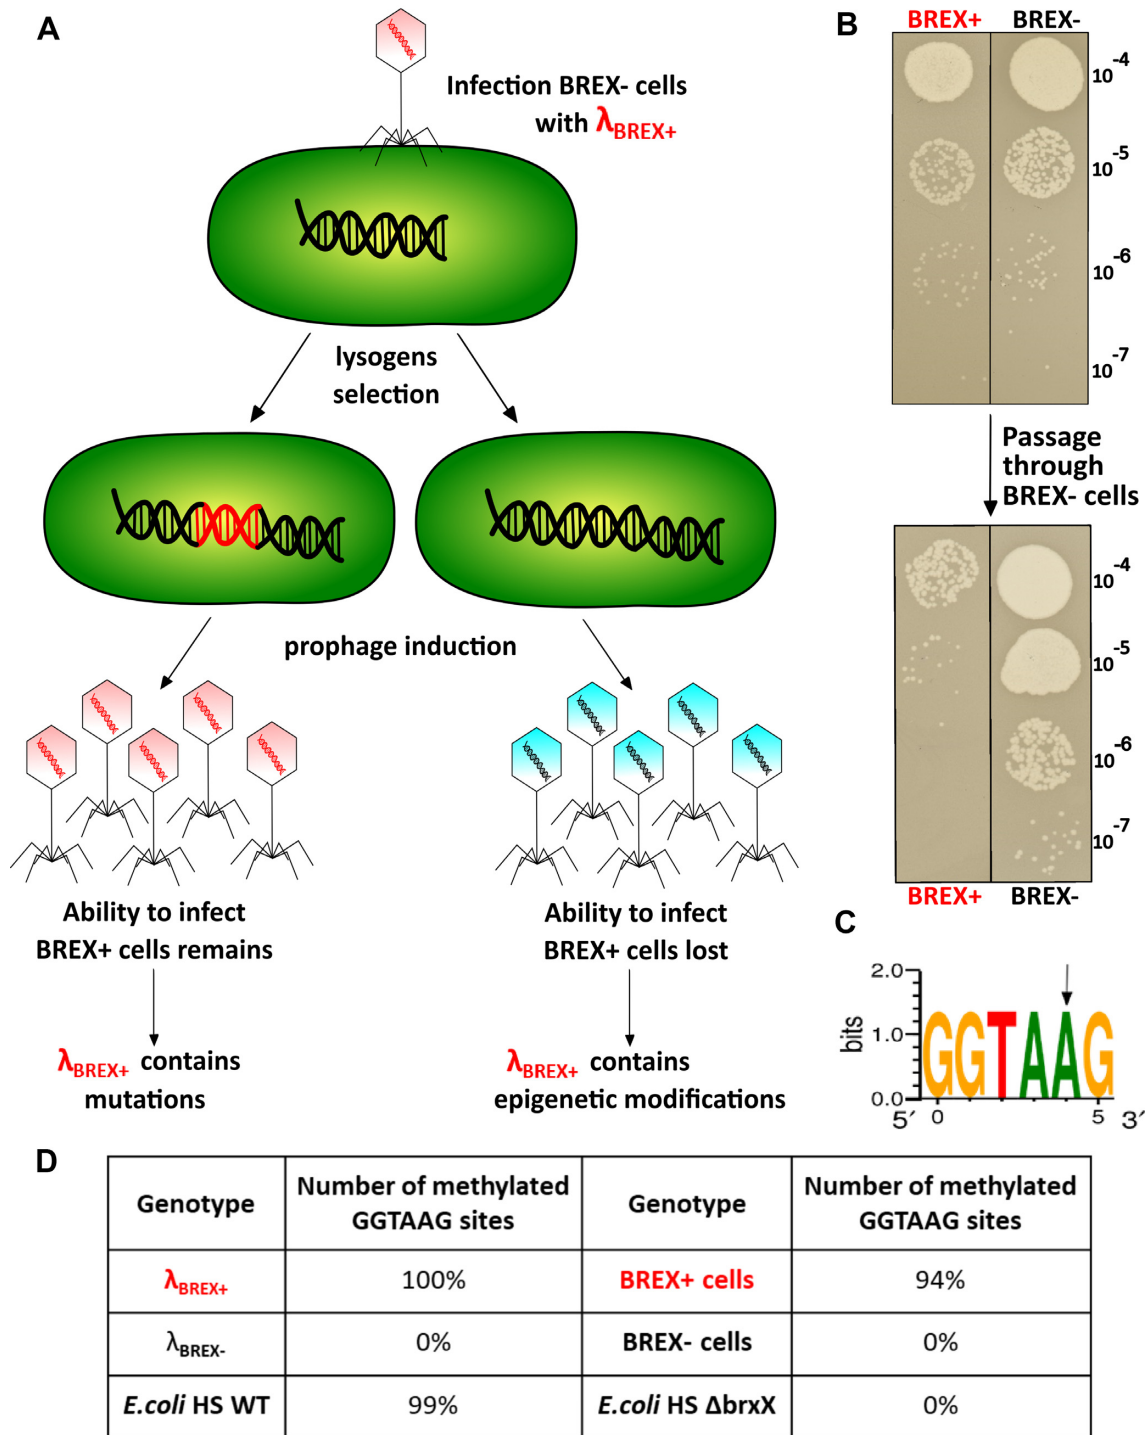 A
Infection BREX- cells
with λBREX+
lysogens
selection
prophage induction
Ability to infect
BREX+ cells remains
λBREX+ contains
mutations
Ability to infect
BREX+ cells lost
λBREX+ contains
epigenetic modifications
B
BREX+ BREX-
10-4
10-5
10-6
10-7
Passage
through
BREX- cells
10-4
10-5
10-6
10-7
BREX+ BREX-
C
2.0
1.0
0.0
bits
GGTAAG
5′ 0 5 3′
D
Genotype
Number of methylated
GGTAAG sites
Genotype
Number of methylated
GGTAAG sites
λBREX+ 100% BREX+ cells 94%
λBREX- 0% BREX- cells 0%
E.coli HS WT 99% E.coli HS ΔbrxX 0%